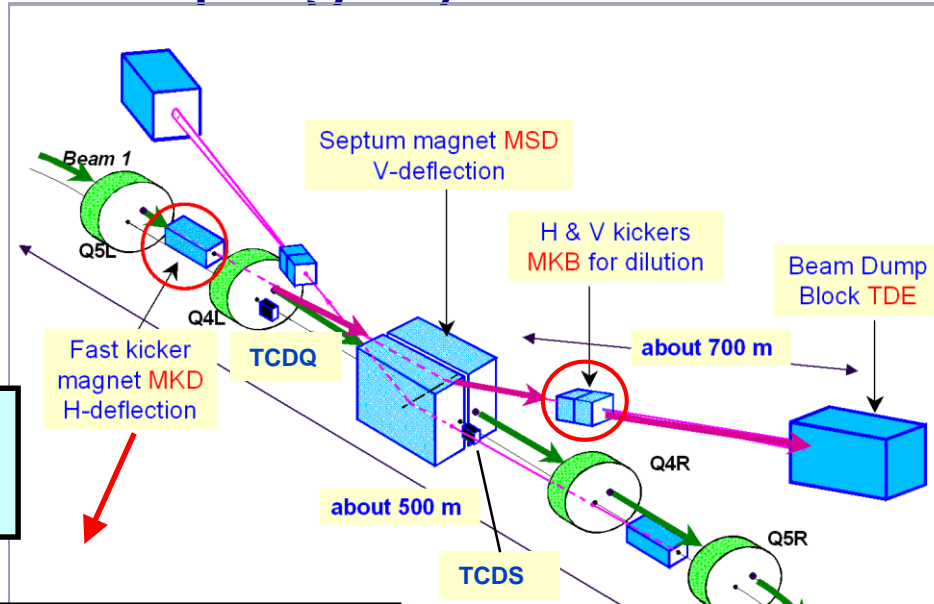 Beam 1
Septum magnet MSD
V-deflection
H & V kickers
MKB for dilution
Beam Dump
Block TDE
Q5L
Q4L
TCDQ
Fast kicker
magnet MKD
H-deflection
about 700 m
about 500 m
Q4R
Q5R
TCDS